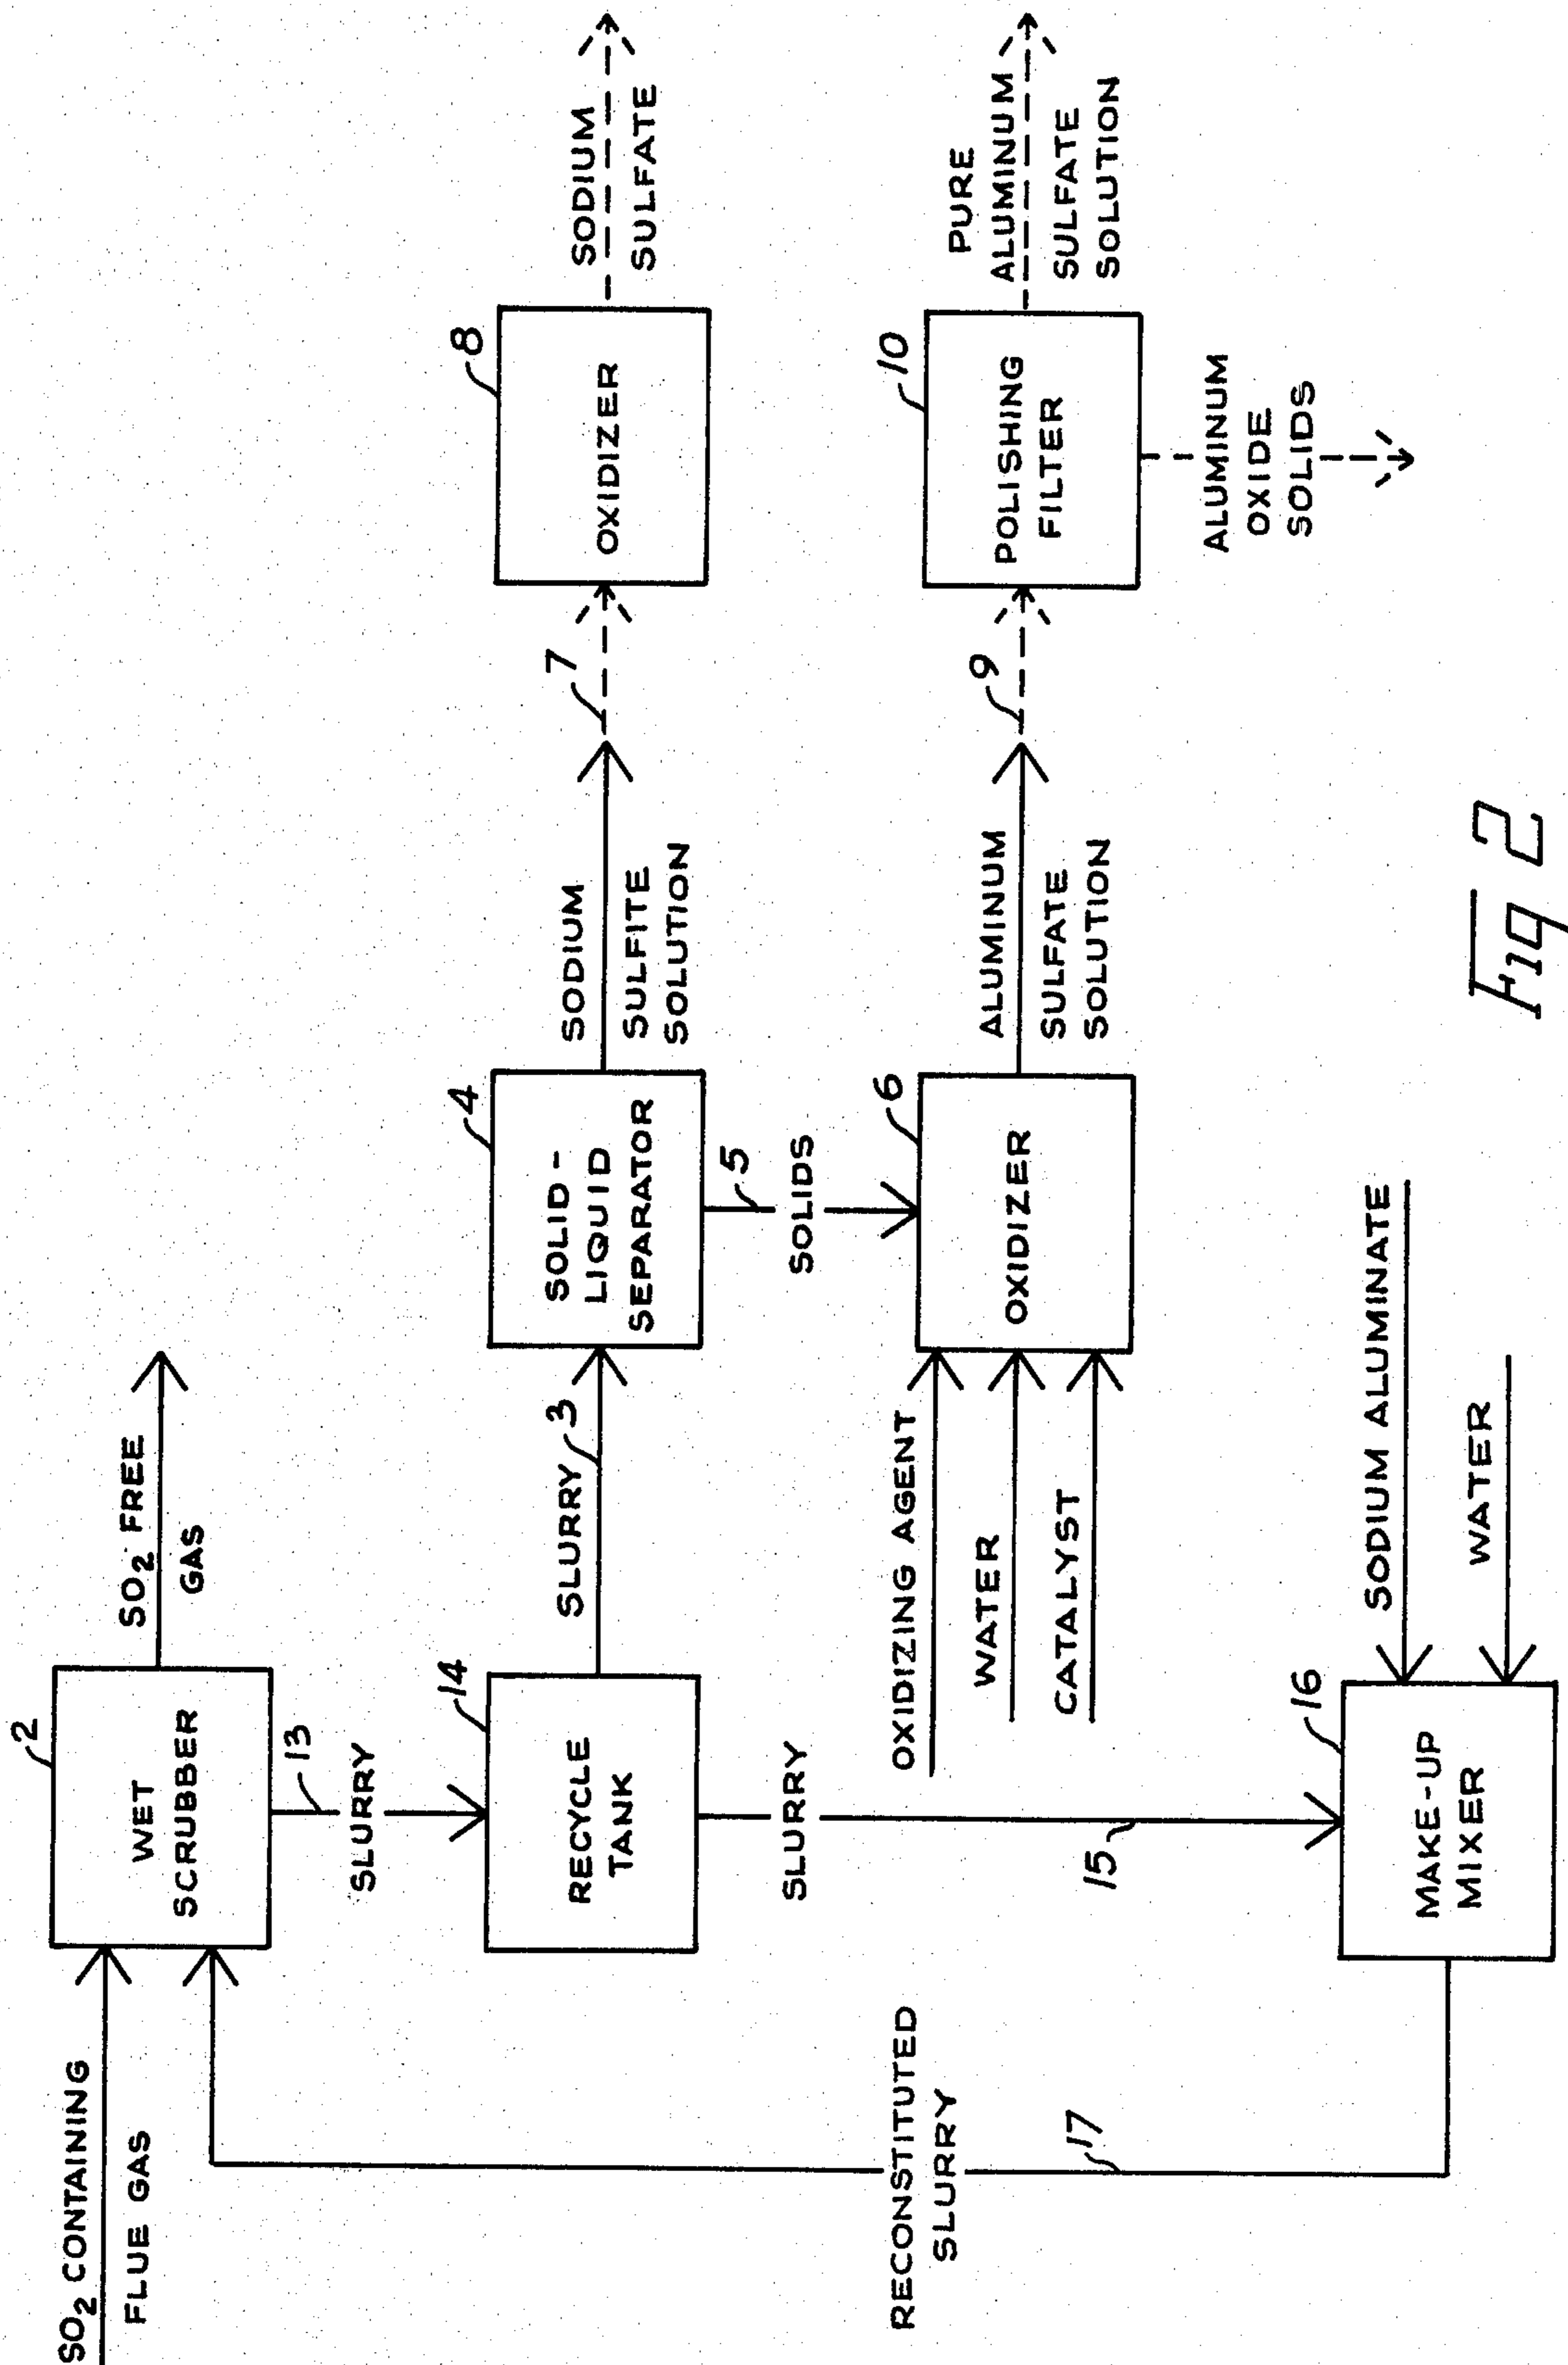 SO2 CONTAINING
FLUE GAS
2
WET
SCRUBBER
SO2 FREE
GAS
13
SLURRY
14
RECYCLE
TANK
SLURRY
3
4
SOLID-
LIQUID
SEPARATOR
SODIUM
SULFITE
SOLUTION
7
8
OXIDIZER
SODIUM
SULFATE
5
SOLIDS
SLURRY
15
OXIDIZING AGENT
WATER
CATALYST
6
OXIDIZER
ALUMINUM
SULFATE
SOLUTION
9
10
POLISHING
FILTER
PURE
ALUMINUM
SULFATE
SOLUTION
ALUMINUM
OXIDE
SOLIDS
RECONSTITUTED
SLURRY
17
16
MAKE-UP
MIXER
SODIUM ALUMINATE
WATER
Fig 2